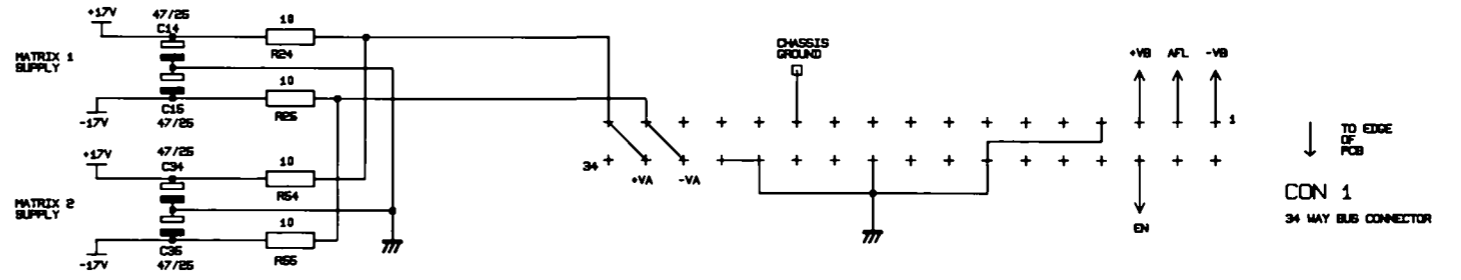 +17V
47/25
C14
10
R24
MATRIX 1
SUPPLY
10
R25
-17V
C15
47/25
+17V
47/25
C34
10
R54
MATRIX 2
SUPPLY
10
R55
-17V
C35
47/25
CHASSIS
GROUND
+VB AFL -VB
1
34
+VA -VA
EN
TO EDGE
OF
PCB
CON 1
34 WAY BUS CONNECTOR